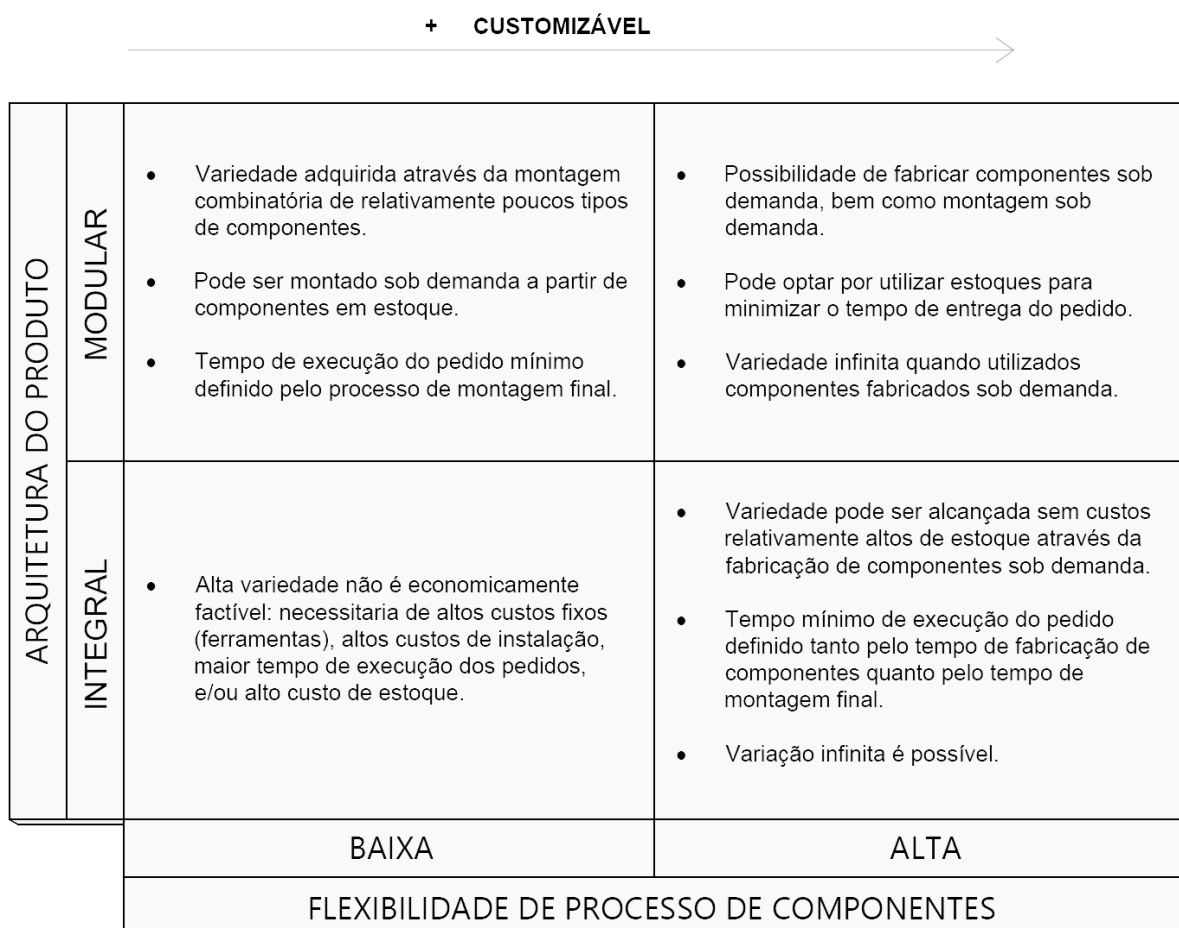 + CUSTOMIZÁVEL
ARQUITETURA DO PRODUTO
MODULAR
• Variedade adquirida através da montagem
combinatória de relativamente poucos tipos
de componentes.
• Pode ser montado sob demanda a partir de
componentes em estoque.
• Tempo de execução do pedido mínimo
definido pelo processo de montagem final.
• Possibilidade de fabricar componentes sob
demanda, bem como montagem sob
demanda.
• Pode optar por utilizar estoques para
minimizar o tempo de entrega do pedido.
• Variedade infinita quando utilizados
componentes fabricados sob demanda.
INTEGRAL
• Alta variedade não é economicamente
factível: necessitaria de altos custos fixos
(ferramentas), altos custos de instalação,
maior tempo de execução dos pedidos,
e/ou alto custo de estoque.
• Variedade pode ser alcançada sem custos
relativamente altos de estoque através da
fabricação de componentes sob demanda.
• Tempo mínimo de execução do pedido
definido tanto pelo tempo de fabricação de
componentes quanto pelo tempo de
montagem final.
• Variação infinita é possível.
BAIXA
ALTA
FLEXIBILIDADE DE PROCESSO DE COMPONENTES